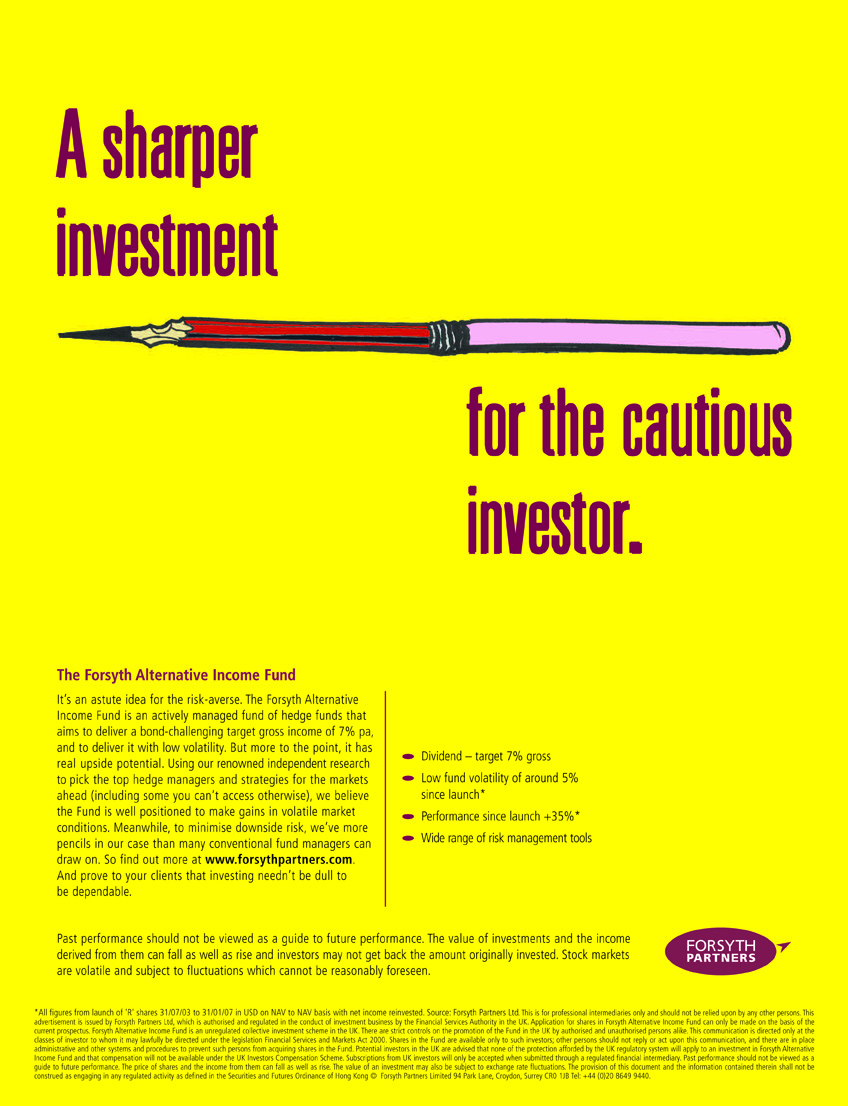 A sharper
investment
for the cautious
investor.
The Forsyth Alternative Income Fund
It's an astute idea for the risk-averse. The Forsyth Alternative
Income Fund is an actively managed fund of hedge funds that
aims to deliver a bond-challenging target gross income of 7% pa,
and to deliver it with low volatility. But more to the point, it has
real upside potential. Using our renowned independent research
to pick the top hedge managers and strategies for the markets
ahead (including some you can't access otherwise), we believe
the Fund is well positioned to make gains in volatile market
conditions. Meanwhile, to minimise downside risk, we've more
pencils in our case than many conventional fund managers can
draw on. So find out more at www.forsythpartners.com.
And prove to your clients that investing needn't be dull to
be dependable.
Dividend – target 7% gross
Low fund volatility of around 5%
since launch*
Performance since launch +35%*
Wide range of risk management tools
Past performance should not be viewed as a guide to future performance. The value of investments and the income
derived from them can fall as well as rise and investors may not get back the amount originally invested. Stock markets
are volatile and subject to fluctuations which cannot be reasonably foreseen.
FORSYTH
PARTNERS
*All figures from launch of 'R' shares 31/07/03 to 31/01/07 in USD on NAV to NAV basis with net income reinvested. Source: Forsyth Partners Ltd. This is for professional intermediaries only and should not be relied upon by any other persons. This
advertisement is issued by Forsyth Partners Ltd, which is authorised and regulated in the conduct of investment business by the Financial Services Authority in the UK. Application for shares in Forsyth Alternative Income Fund can only be made on the basis of the
current prospectus. Forsyth Alternative Income Fund is an unregulated collective investment scheme in the UK. There are strict controls on the promotion of the Fund in the UK by authorised and unauthorised persons alike. This communication is directed only at the
classes of investor to whom it may lawfully be directed under the legislation Financial Services and Markets Act 2000. Shares in the Fund are available only to such investors; other persons should not reply or act upon this communication, and there are in place
administrative and other systems and procedures to prevent such persons from acquiring shares in the Fund. Potential investors in the UK are advised that none of the protection afforded by the UK regulatory system will apply to an investment in Forsyth Alternative
Income Fund and that compensation will not be available under the UK Investors Compensation Scheme. Subscriptions from UK investors will only be accepted when submitted through a regulated financial intermediary. Past performance should not be viewed as a
guide to future performance. The price of shares and the income from them can fall as well as rise. The value of an investment may also be subject to exchange rate fluctuations. The provision of this document and the information contained therein shall not be
construed as engaging in any regulated activity as defined in the Securities and Futures Ordinance of Hong Kong © Forsyth Partners Limited 94 Park Lane, Croydon, Surrey CR0 1JB Tel: +44 (0)20 8649 9440.